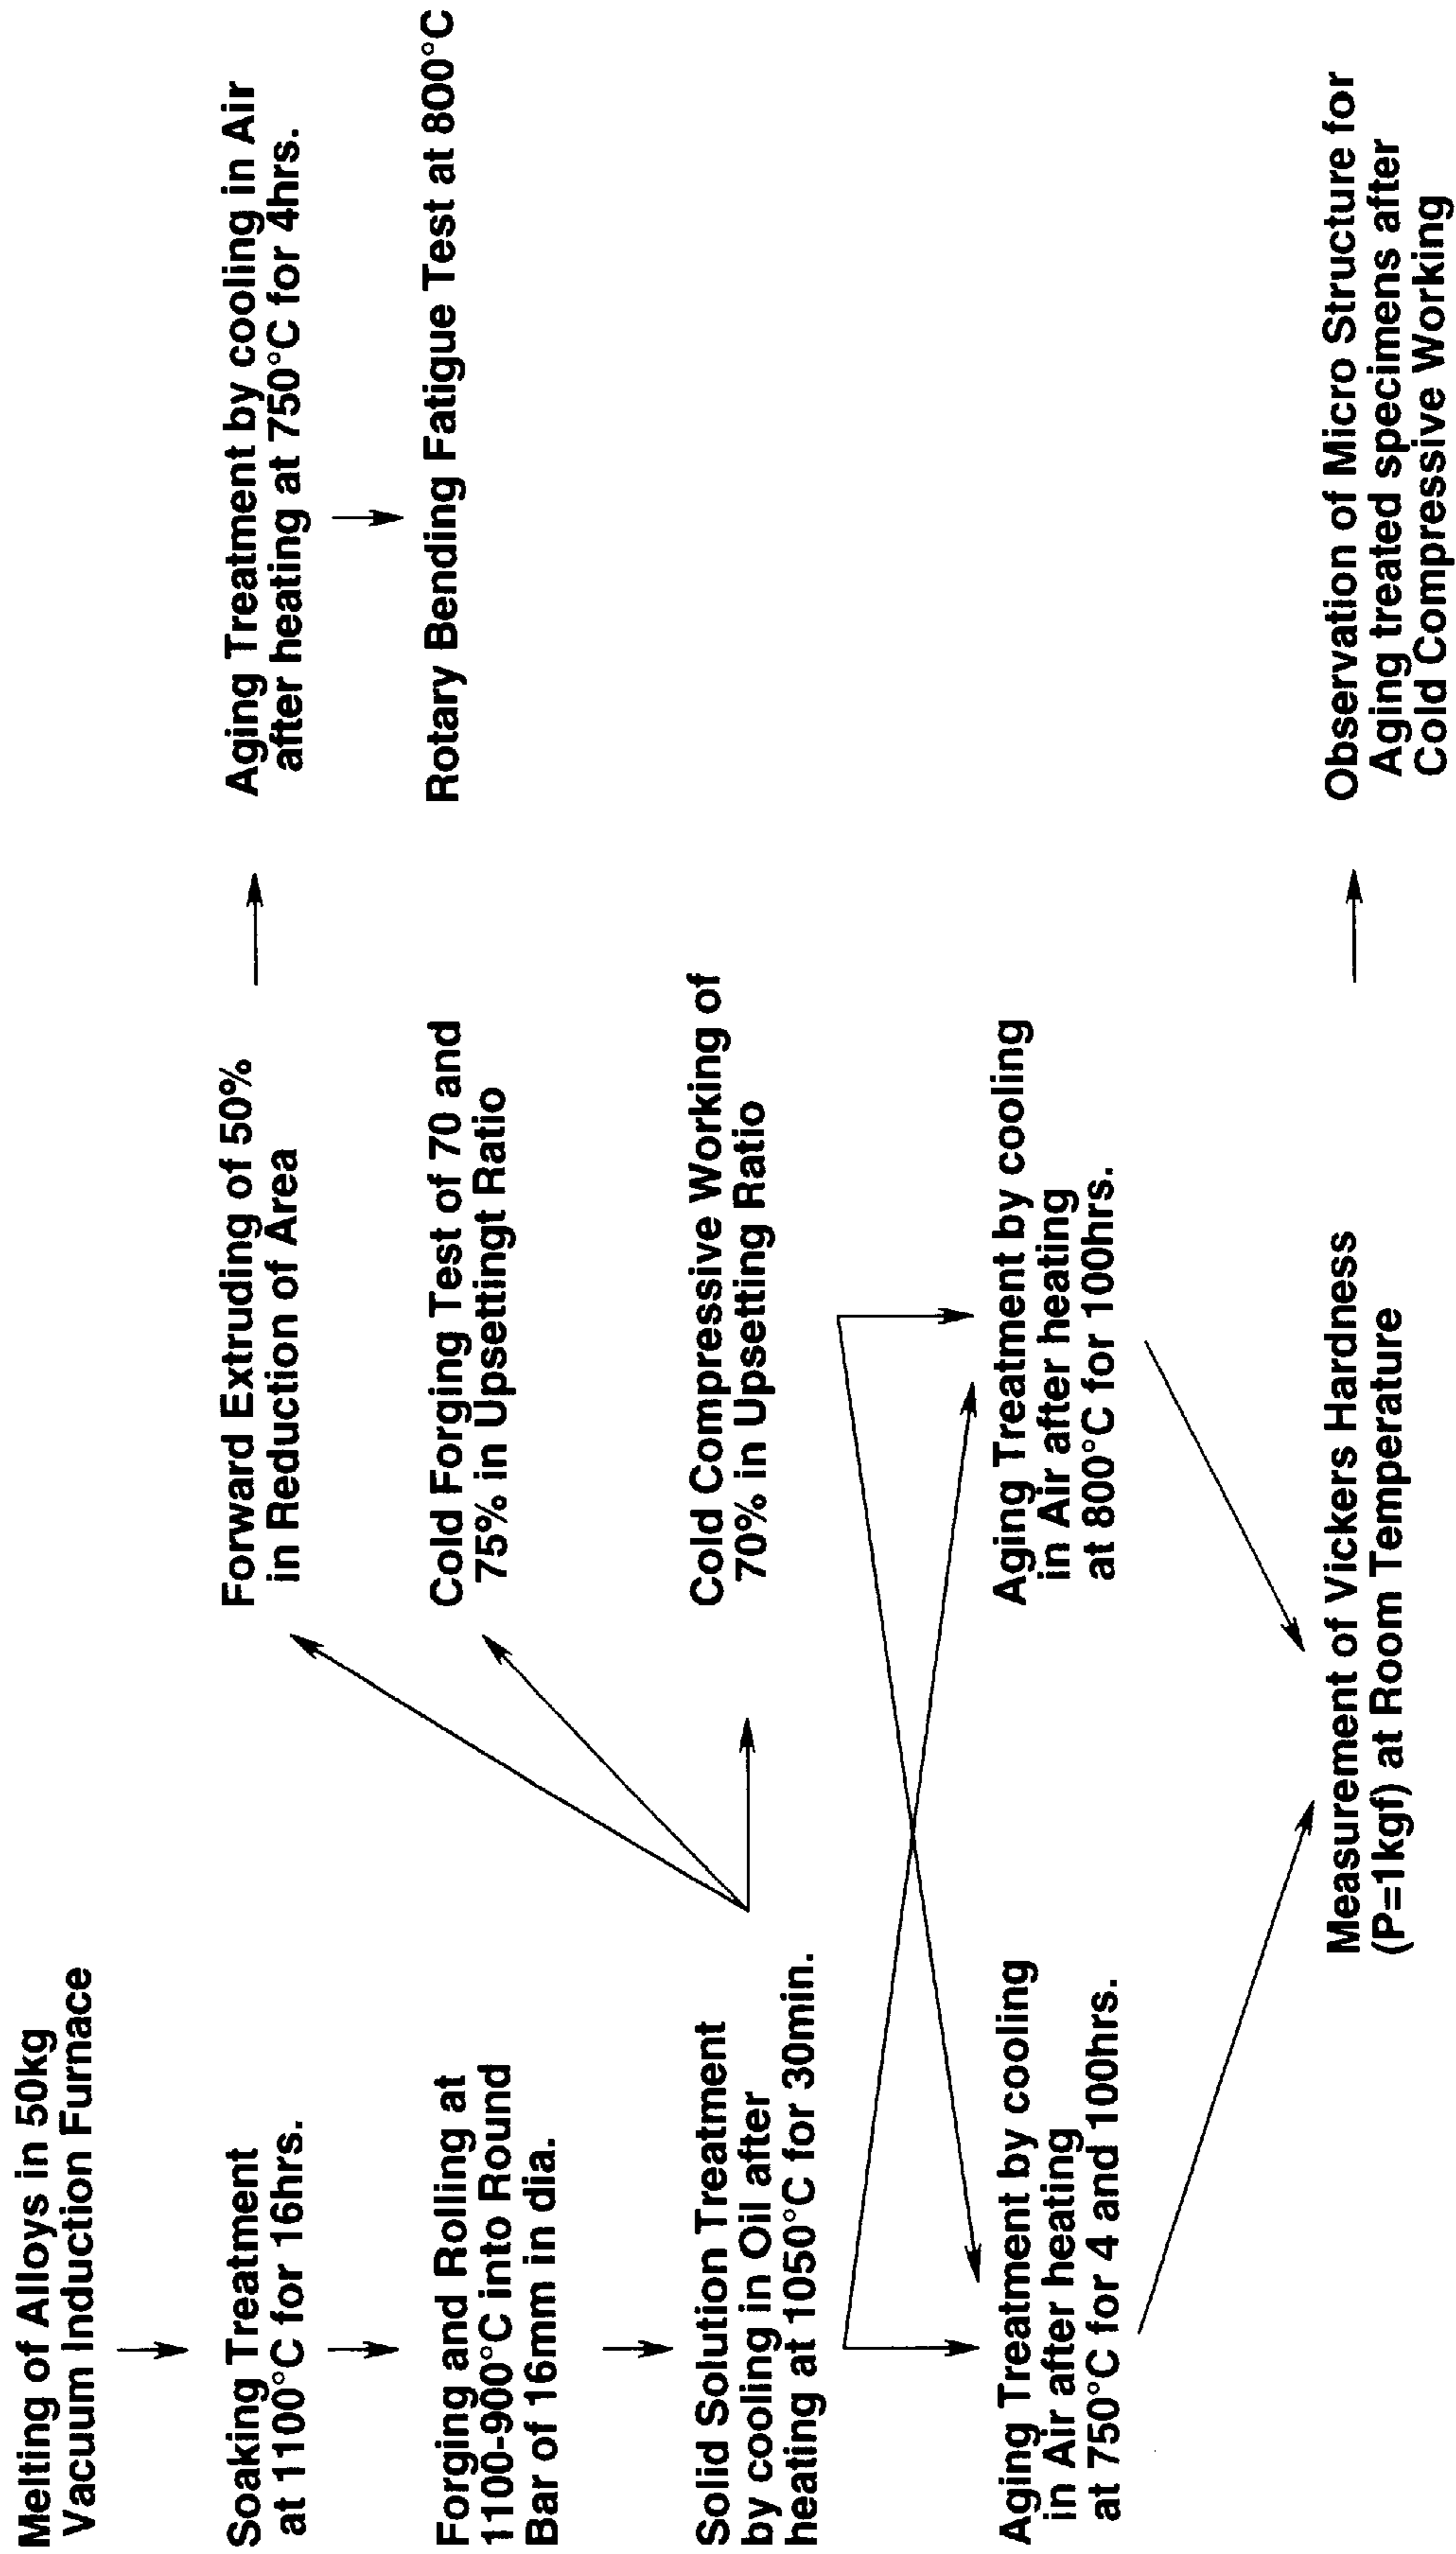 Melting of Alloys in 50kg
Vacuum Induction Furnace
Soaking Treatment
at 1100°C for 16hrs.
Forging and Rolling at
1100-900°C into Round
Bar of 16mm in dia.
Solid Solution Treatment
by cooling in Oil after
heating at 1050°C for 30min.
Aging Treatment by cooling
in Air after heating
at 750°C for 4 and 100hrs.
Forward Extruding of 50%
in Reduction of Area
Cold Forging Test of 70 and
75% in Upsettingt Ratio
Cold Compressive Working of
70% in Upsetting Ratio
Aging Treatment by cooling
in Air after heating
at 800°C for 100hrs.
Measurement of Vickers Hardness
(P=1kgf) at Room Temperature
Aging Treatment by cooling in Air
after heating at 750°C for 4hrs.
Rotary Bending Fatigue Test at 800°C
Observation of Micro Structure for
Aging treated specimens after
Cold Compressive Working